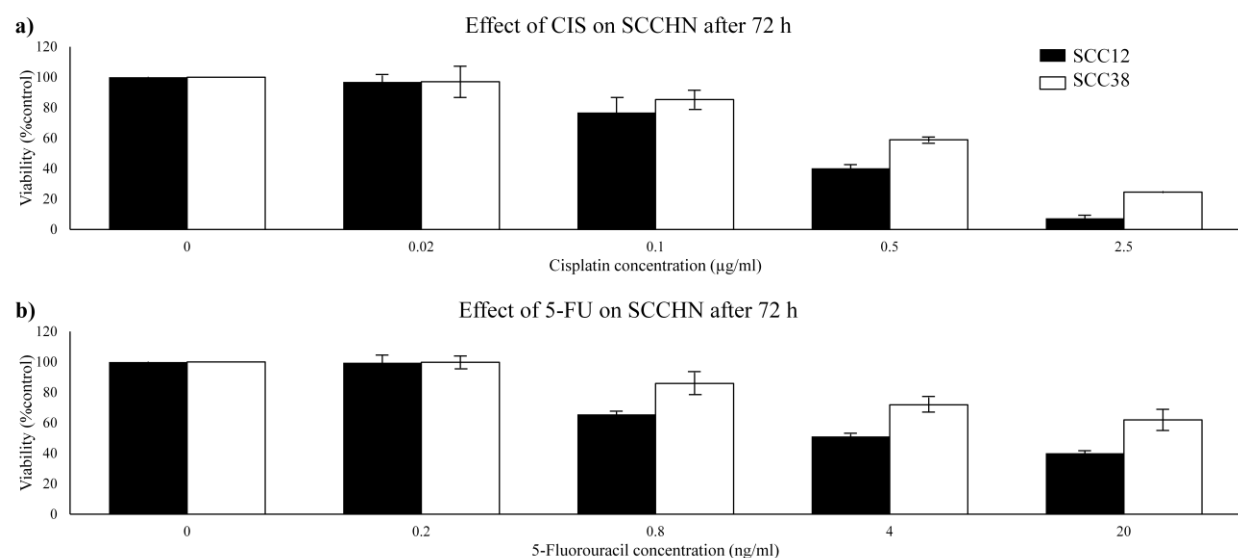 a)
Effect of CIS on SCCHN after 72 h
Viability (%control)
120
100
80
60
40
20
0
SCC12
SCC38
0 0.02 0.1 0.5 2.5
Cisplatin concentration (µg/ml)
b)
Effect of 5-FU on SCCHN after 72 h
Viability (%control)
120
100
80
60
40
20
0
0 0.2 0.8 4 20
5-Fluorouracil concentration (ng/ml)